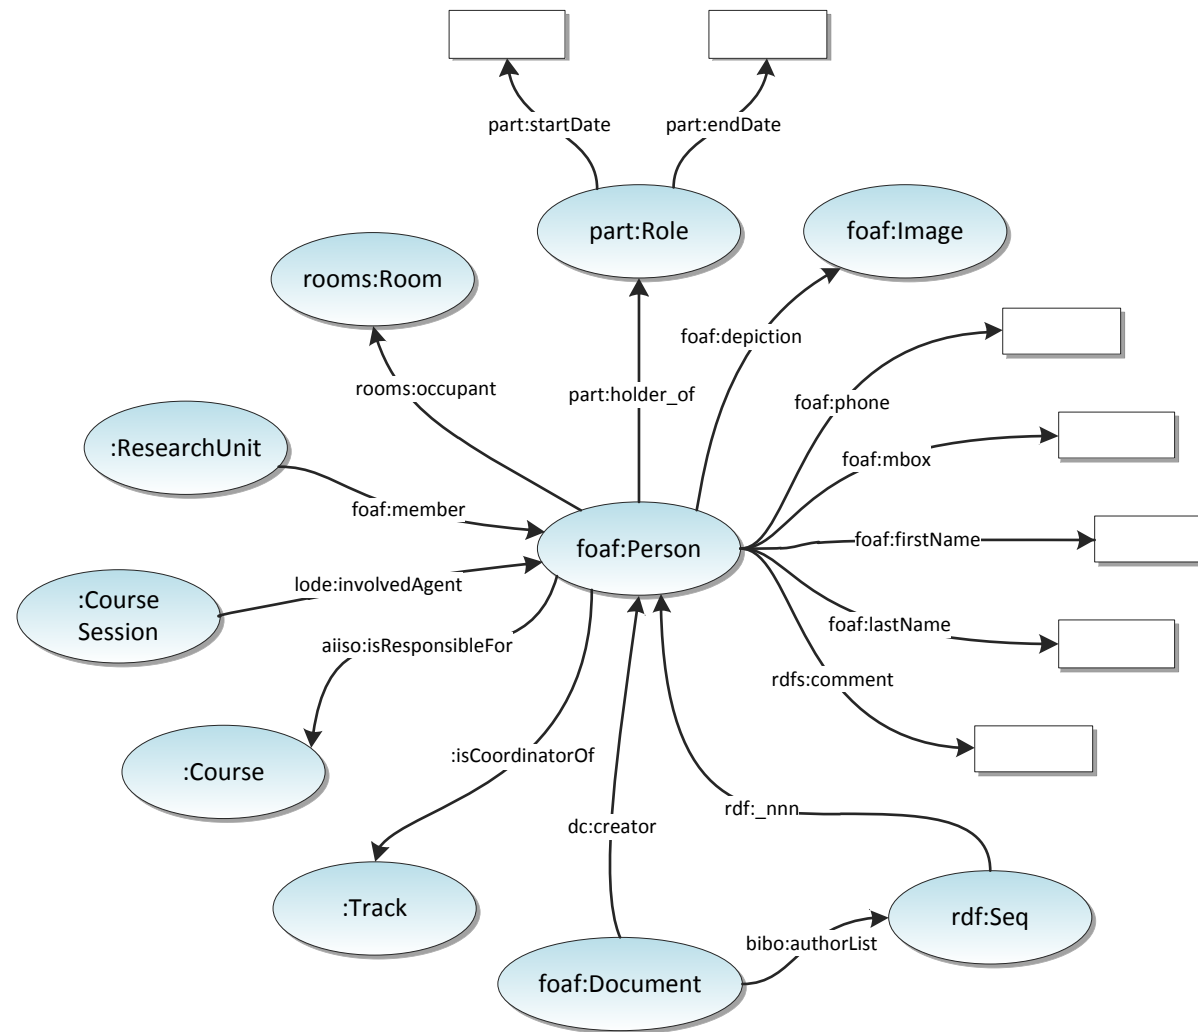 part:startDate
part:endDate
part:Role
foaf:Image
rooms:Room
foaf:depiction
foaf:phone
rooms:occupant
part:holder_of
:ResearchUnit
foaf:mbox
foaf:member
foaf:Person
foaf:firstName
lode:involvedAgent
:Course
Session
foaf:lastName
aiiso:isResponsibleFor
rdfs:comment
:isCoordinatorOf
:Course
rdf:_nnn
dc:creator
:Track
rdf:Seq
bibo:authorList
foaf:Document